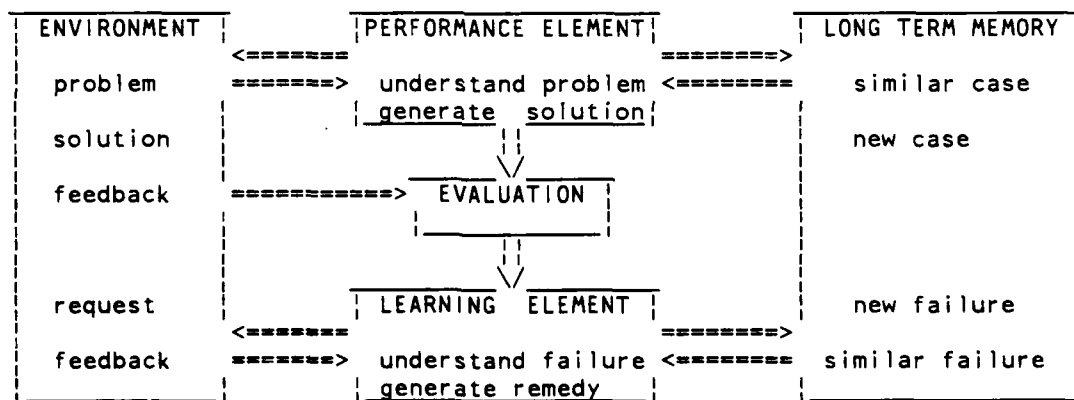 ENVIRONMENT PERFORMANCE ELEMENT LONG TERM MEMORY
problem understand problem similar case
generate solution
solution new case
feedback EVALUATION
request LEARNING ELEMENT new failure
feedback understand failure similar failure
generate remedy